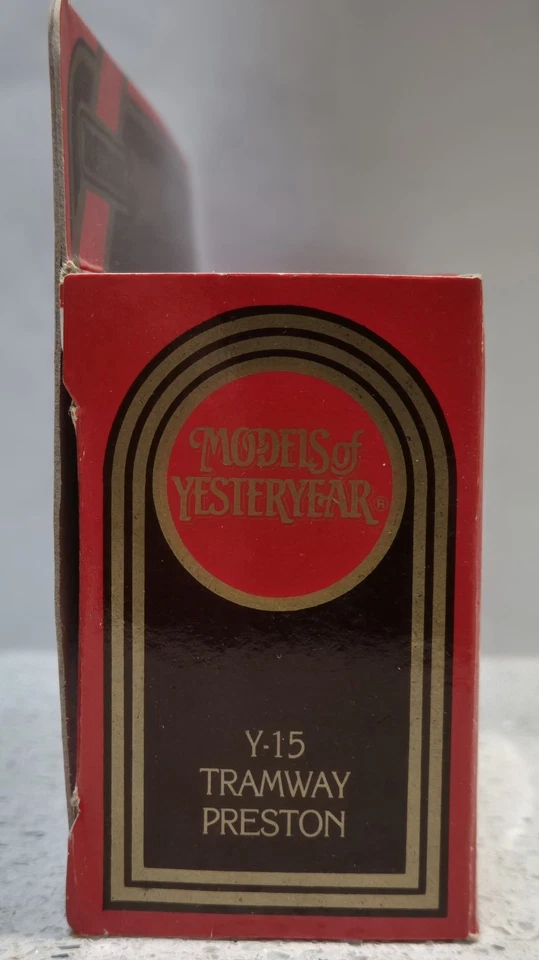 MODELS of
YESTERYEAR®
Y-15
TRAMWAY
PRESTON